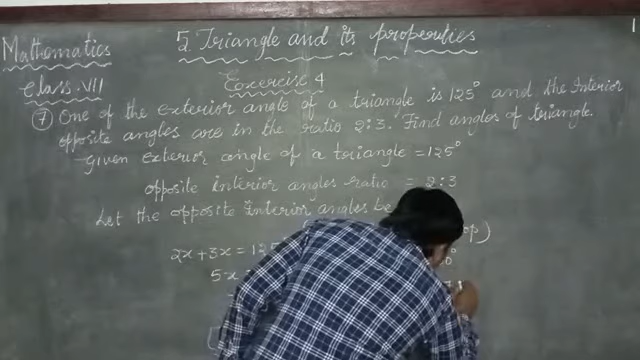 1
5. Triangle and its properties
Mathematics
Class. VII
Exercise 4
7 One of the exterior angle of a triangle is 125° and the Interior
opposite angles are in the ratio 2:3. Find angles of triangle.
Given exterior angle of a triangle = 125°
opposite interior angles ratio = 2:3
Let the opposite Interior angles be
2x + 3x = 125
5x